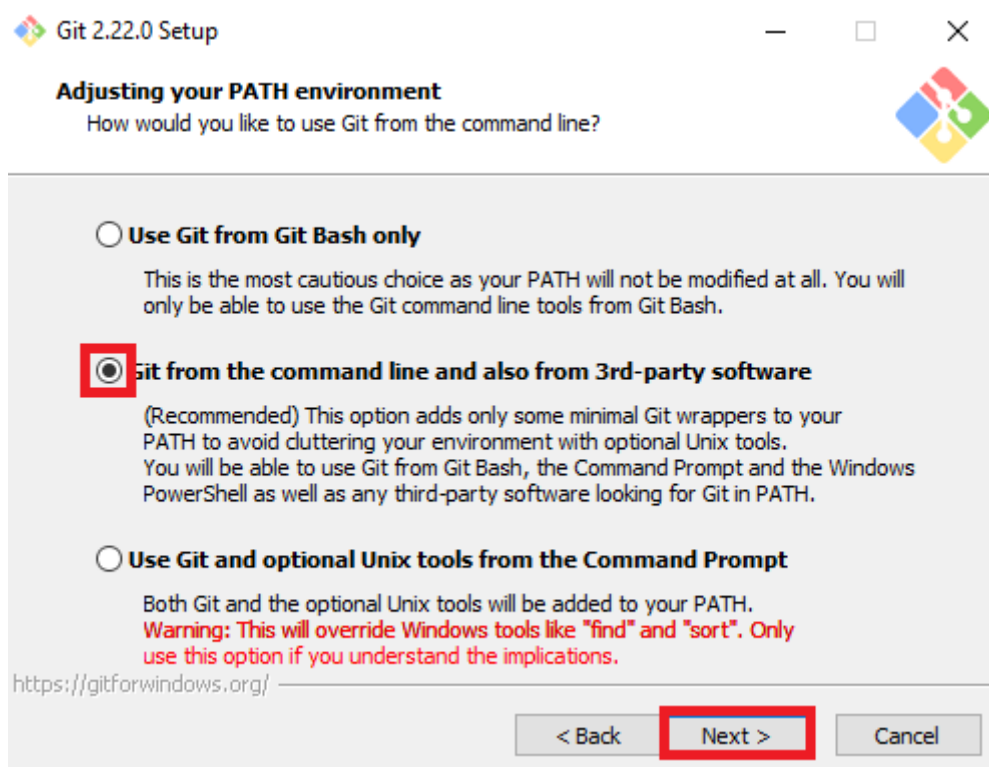 Git 2.22.0 Setup
Adjusting your PATH environment
How would you like to use Git from the command line?
Use Git from Git Bash only
This is the most cautious choice as your PATH will not be modified at all. You will
only be able to use the Git command line tools from Git Bash.
Git from the command line and also from 3rd-party software
(Recommended) This option adds only some minimal Git wrappers to your
PATH to avoid cluttering your environment with optional Unix tools.
You will be able to use Git from Git Bash, the Command Prompt and the Windows
PowerShell as well as any third-party software looking for Git in PATH.
Use Git and optional Unix tools from the Command Prompt
Both Git and the optional Unix tools will be added to your PATH.
Warning: This will override Windows tools like "find" and "sort". Only
use this option if you understand the implications.
https://gitforwindows.org/
< Back Next > Cancel